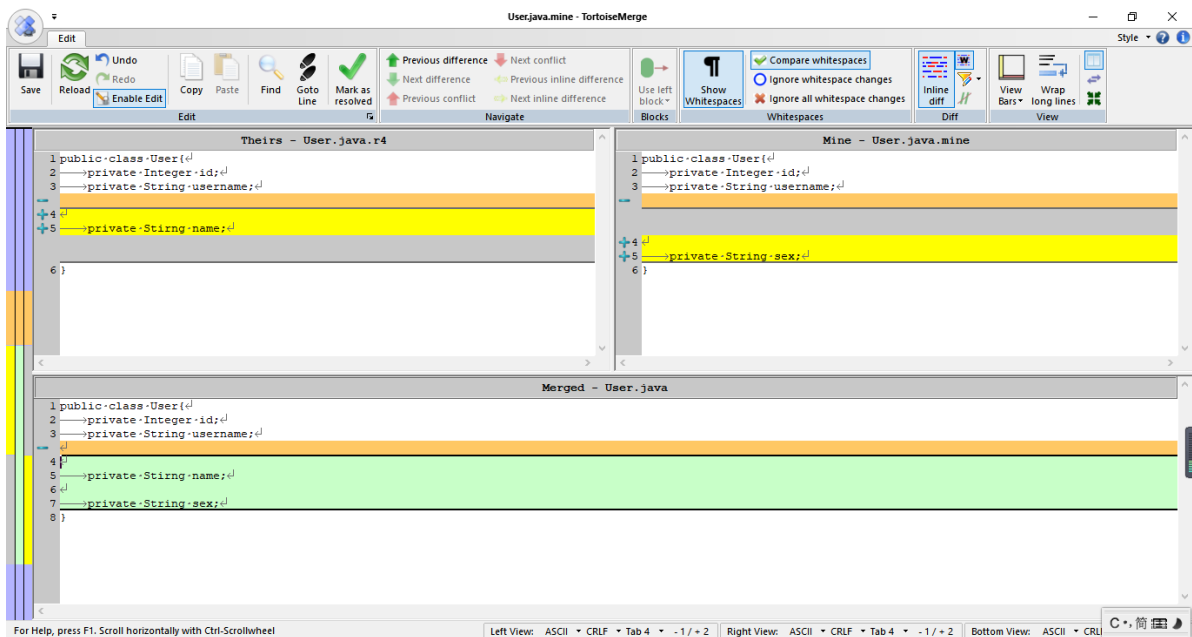 User.java.mine - TortoiseMerge
Edit
Style
Save
Reload
Undo
Redo
Enable Edit
Copy
Paste
Find
Goto Line
Mark as resolved
Edit
Previous difference
Next difference
Previous conflict
Next conflict
Previous inline difference
Next inline difference
Navigate
Use left block
Blocks
Show Whitespaces
Compare whitespaces
Ignore whitespace changes
Ignore all whitespace changes
Whitespaces
Inline diff
W
H
Diff
View Bars
Wrap long lines
View
Theirs - User.java.r4
1 public·class·User{↲
2 ⟶private·Integer·id;↲
3 ⟶private·String·username;↲
4 ↲
5 ⟶private·Stirng·name;↲
6 }
Mine - User.java.mine
1 public·class·User{↲
2 ⟶private·Integer·id;↲
3 ⟶private·String·username;↲
4 ↲
5 ⟶private·String·sex;↲
6 }
Merged - User.java
1 public·class·User{↲
2 ⟶private·Integer·id;↲
3 ⟶private·String·username;↲
↲
4 ↲
5 ⟶private·Stirng·name;↲
6 ↲
7 ⟶private·String·sex;↲
8 }
For Help, press F1. Scroll horizontally with Ctrl-Scrollwheel
Left View: ASCII CRLF Tab 4 -1 / +2
Right View: ASCII CRLF Tab 4 -1 / +2
Bottom View: ASCII CRL
C 简